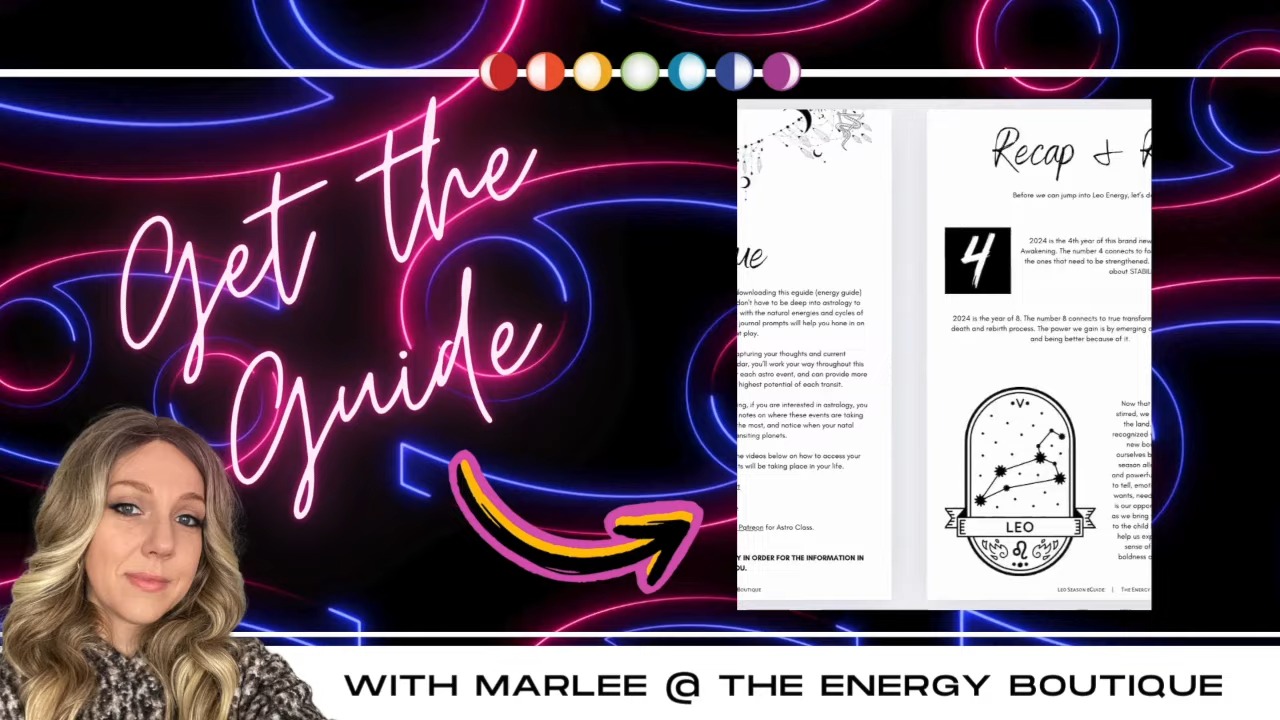 Get the
Guide
ue
downloading this eguide (energy guide)
don't have to be deep into astrology to
with the natural energies and cycles of
journal prompts will help you hone in on
t play.
apturing your thoughts and current
dar, you'll work your way throughout this
each astro event, and can provide more
highest potential of each transit.
ng, if you are interested in astrology, you
notes on where these events are taking
the most, and notice when your natal
ansiting planets.
e videos below on how to access your
ts will be taking place in your life.
Patreon for Astro Class.
Y IN ORDER FOR THE INFORMATION IN
OU.
Boutique
Recap & R
Before we can jump into Leo Energy, let's d
4
2024 is the 4th year of this brand new
Awakening. The number 4 connects to fo
the ones that need to be strengthened.
about STABIL
2024 is the year of 8. The number 8 connects to true transform
death and rebirth process. The power we gain is by emerging o
and being better because of it.
V
LEO
♌
Now that
stirred, we
the land.
recognized
new bo
ourselves b
season all
and powerfu
to tell, emot
wants, need
is our oppo
as we bring
to the child
help us exp
sense of
boldness a
Leo Season eGuide | The Energy
WITH MARLEE @ THE ENERGY BOUTIQUE